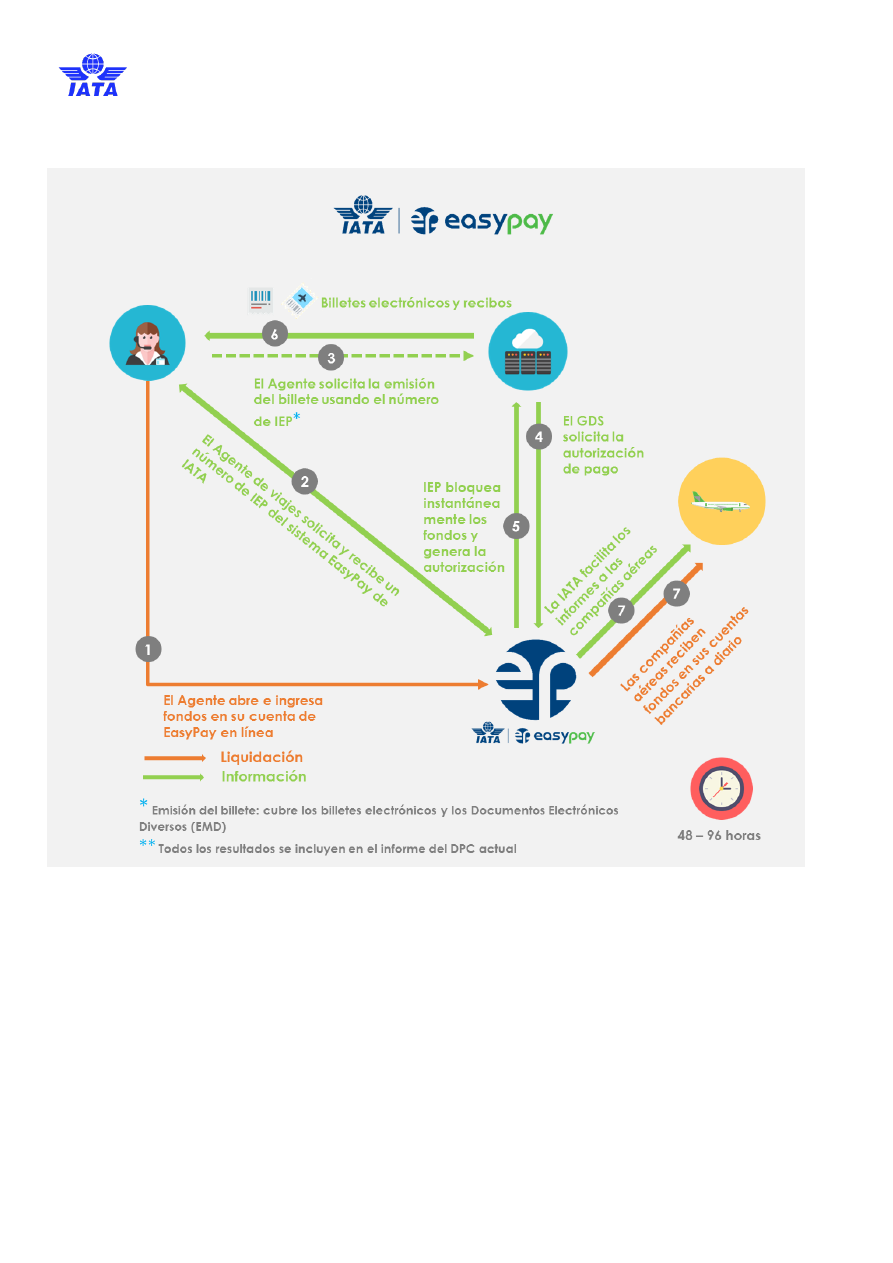 IATA
IATA
easypay
Billetes electrónicos y recibos
6
3
El Agente solicita la emisión
del billete usando el número
de IEP*
4
El GDS
solicita la
autorización
de pago
2
El Agente de viajes solicita y recibe un
número de IEP del sistema EasyPay de
IATA
IEP bloquea
instantánea
mente los
fondos y
genera la
autorización
5
La IATA facilita los
informes a las
compañías aéreas
7
7
Las compañías
aéreas reciben
fondos en sus cuentas
bancarias a diario
1
El Agente abre e ingresa
fondos en su cuenta de
EasyPay en línea
IATA
easypay
Liquidación
Información
* Emisión del billete: cubre los billetes electrónicos y los Documentos Electrónicos
Diversos (EMD)
** Todos los resultados se incluyen en el informe del DPC actual
48 – 96 horas